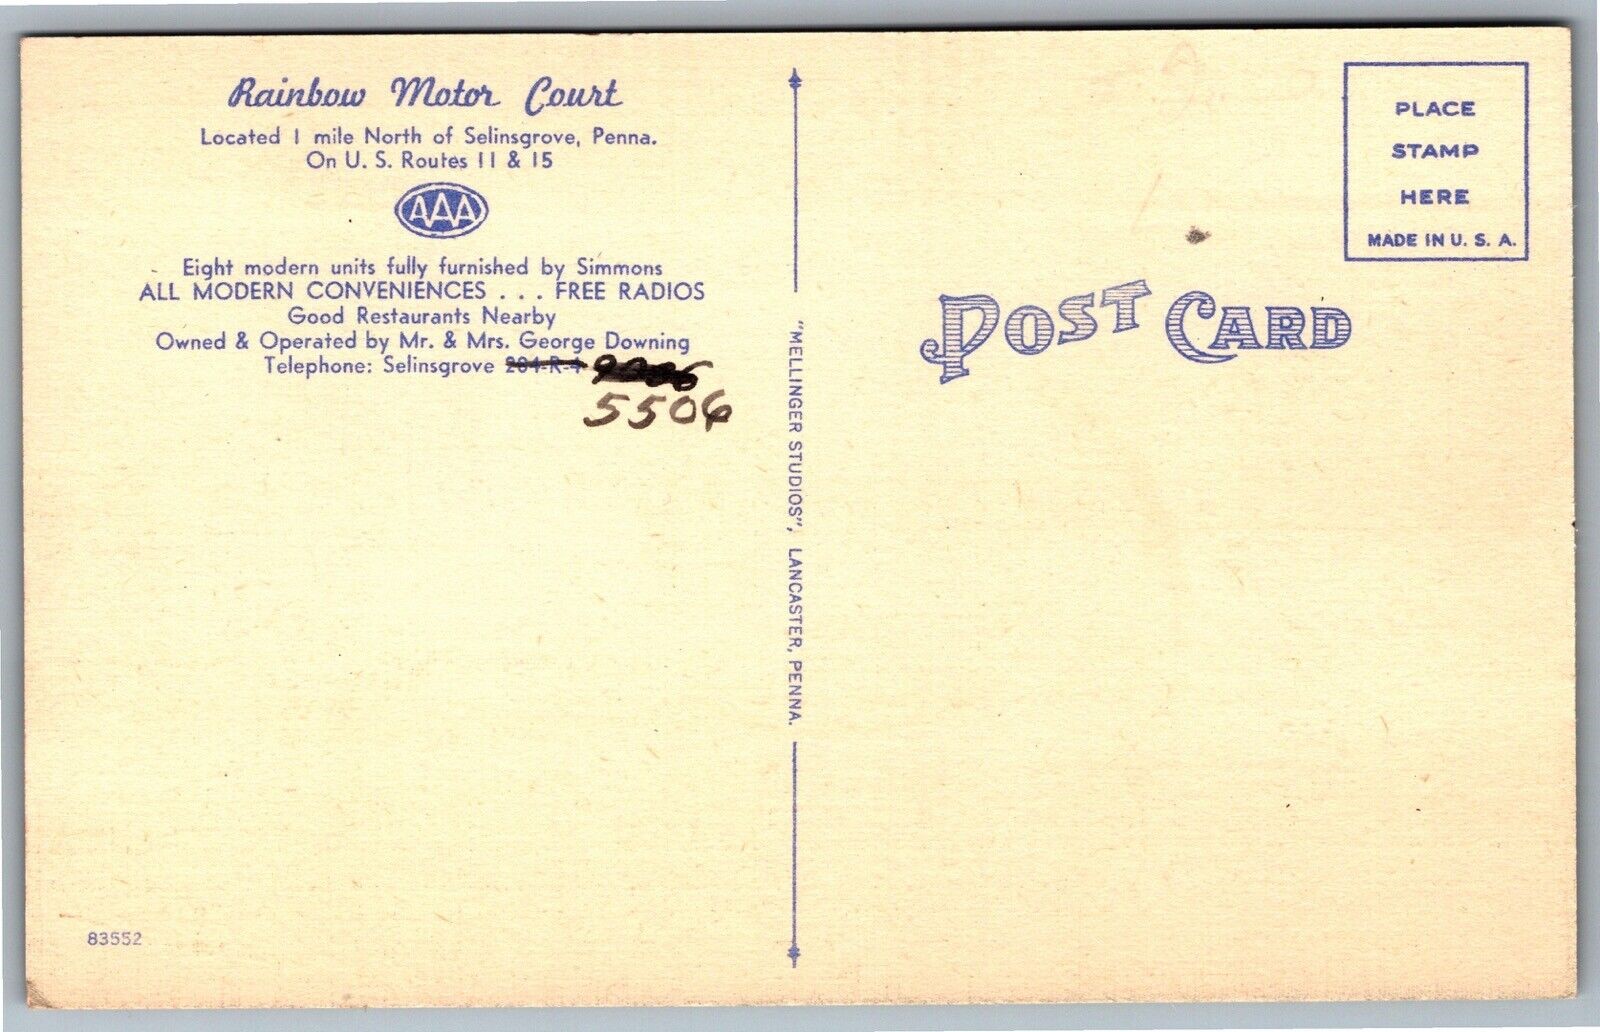 Rainbow Motor Court
Located 1 mile North of Selinsgrove, Penna.
On U. S. Routes 11 & 15
AAA
Eight modern units fully furnished by Simmons
ALL MODERN CONVENIENCES . . . FREE RADIOS
Good Restaurants Nearby
Owned & Operated by Mr. & Mrs. George Downing
Telephone: Selinsgrove 204-R-4
5506
83552
"MELLINGER STUDIOS", LANCASTER, PENNA.
POST CARD
PLACE
STAMP
HERE
MADE IN U. S. A.